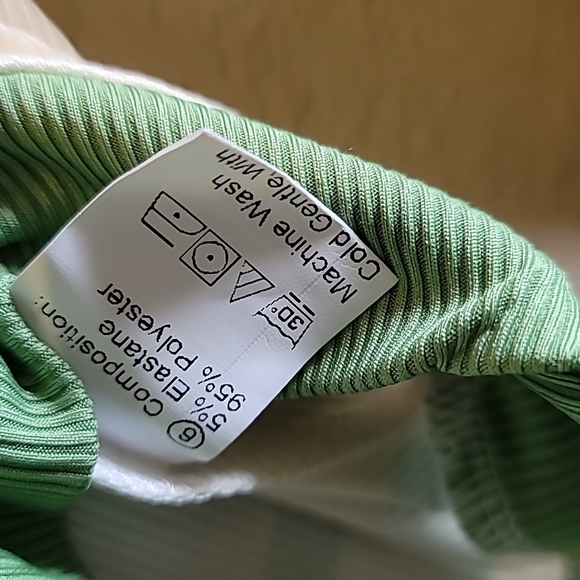 ⑥ Composition:
5% Elastane
95% Polyester
30°
Machine Wash
Cold Gentle With